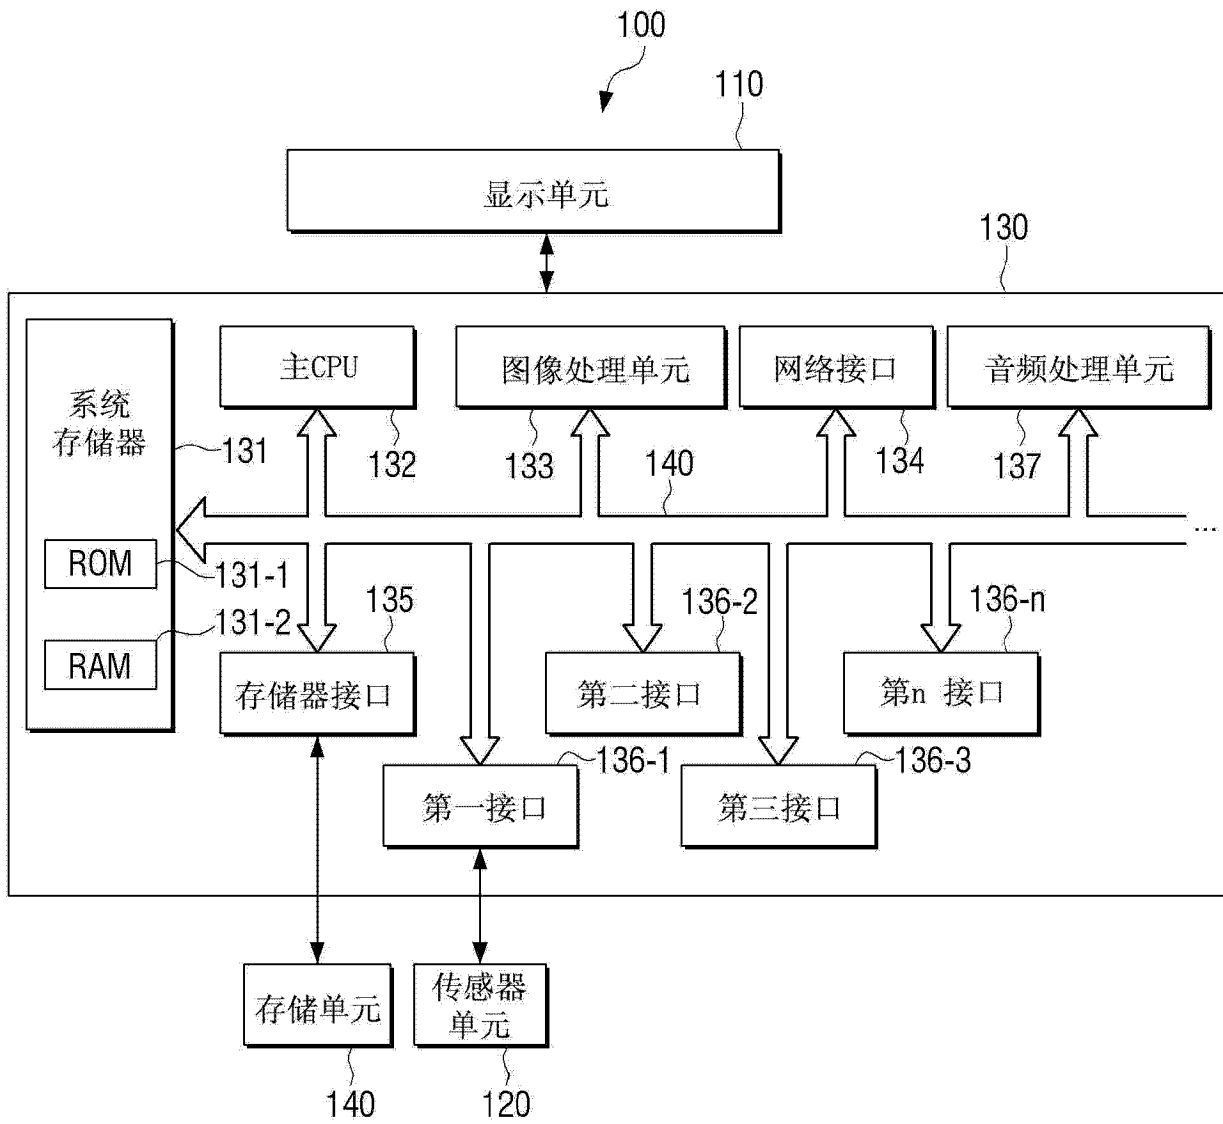 100
110
显示单元
130
主CPU
图像处理单元
网络接口
音频处理单元
系统
存储器
131
132
133
140
134
137
...
ROM
131-1
135
136-2
136-n
131-2
RAM
存储器接口
第二接口
第n 接口
136-1
136-3
第一接口
第三接口
存储单元
传感器
单元
140
120